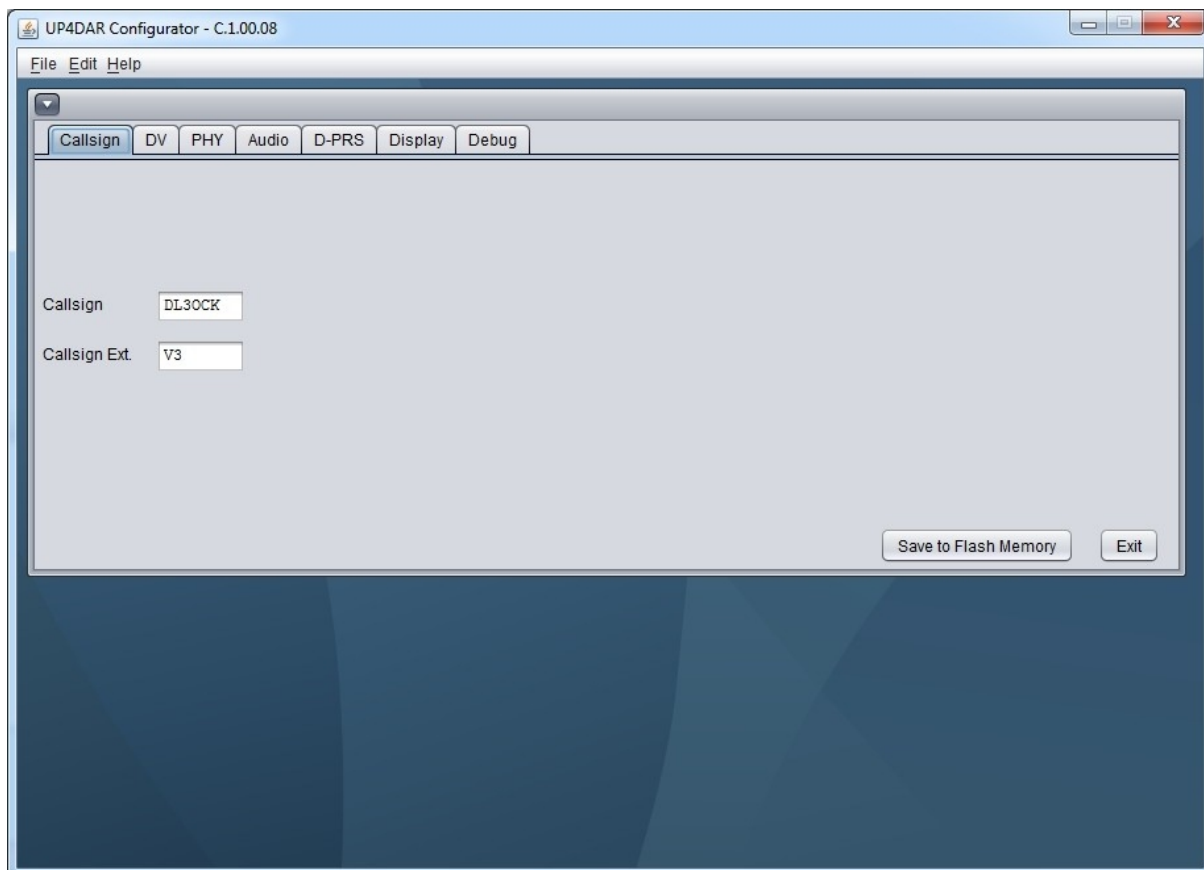 UP4DAR Configurator - C.1.00.08
File Edit Help
Callsign DV PHY Audio D-PRS Display Debug
Callsign DL3OCK
Callsign Ext. V3
Save to Flash Memory Exit